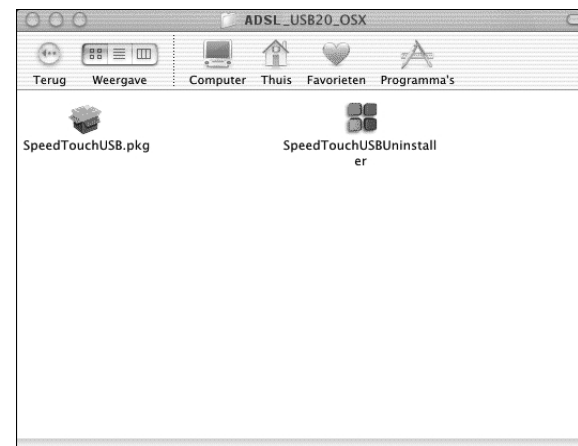 ADSL_USB20_OSX
Terug Weergave Computer Thuis Favorieten Programma's
SpeedTouchUSB.pkg
SpeedTouchUSBUninstall
er